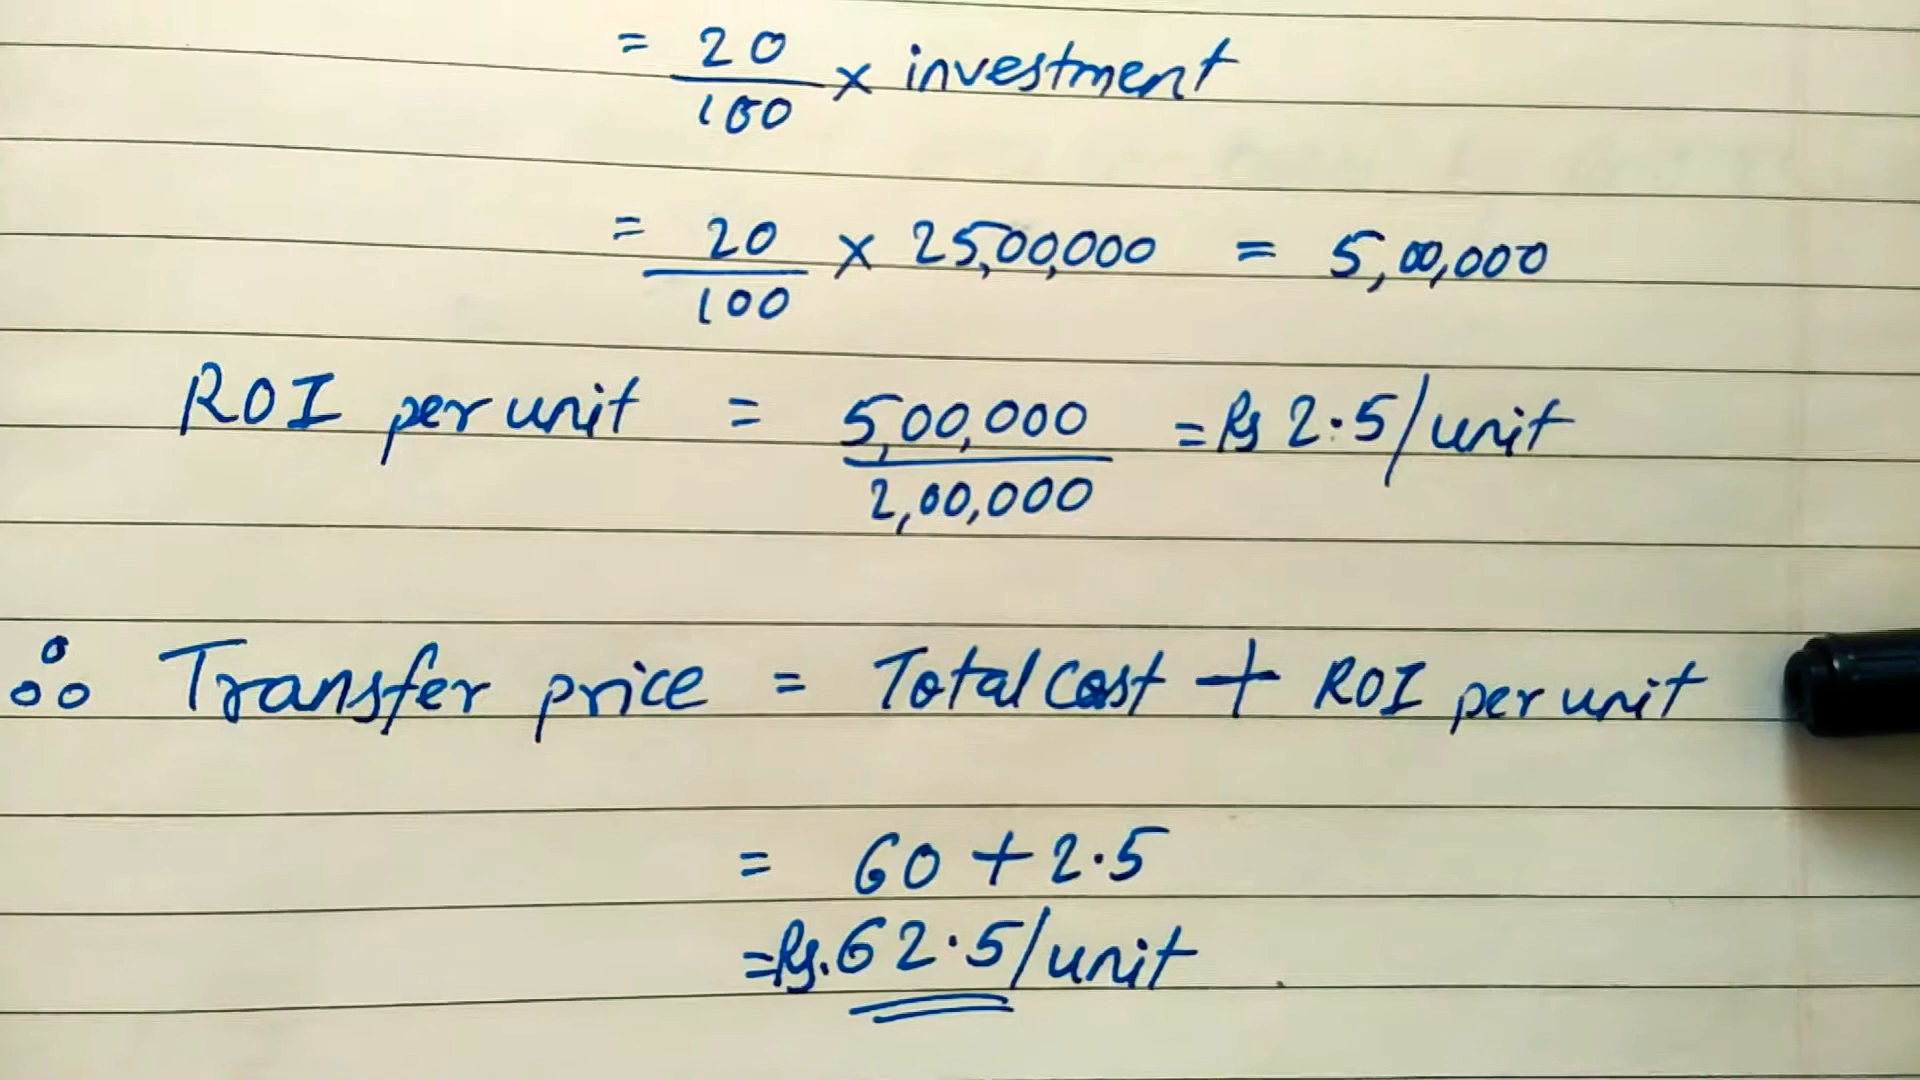 = 20/100 × investment
= 20/100 × 25,00,000 = 5,00,000
ROI per unit = 5,00,000/2,00,000 = Rs 2.5/unit
∴ Transfer price = Total Cost + ROI per unit
= 60 + 2.5
= Rs. 62.5/unit